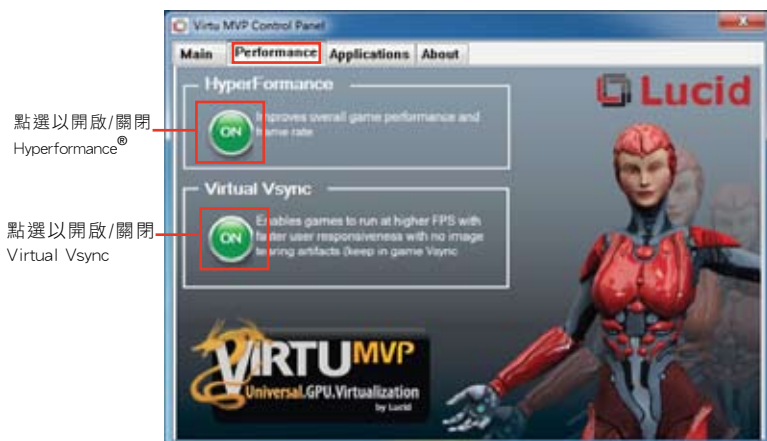 Virtu MVP Control Panel
Main Performance Applications About
HyperFormance
ON
Improves overall game performance and
frame rate
點選以開啟/關閉
Hyperformance®
Virtual Vsync
ON
Enables games to run at higher FPS with
faster user responsiveness with no image
tearing artifacts (keep in game Vsync
點選以開啟/關閉
Virtual Vsync
Lucid
VIRTU MVP
Universal.GPU.Virtualization
by Lucid